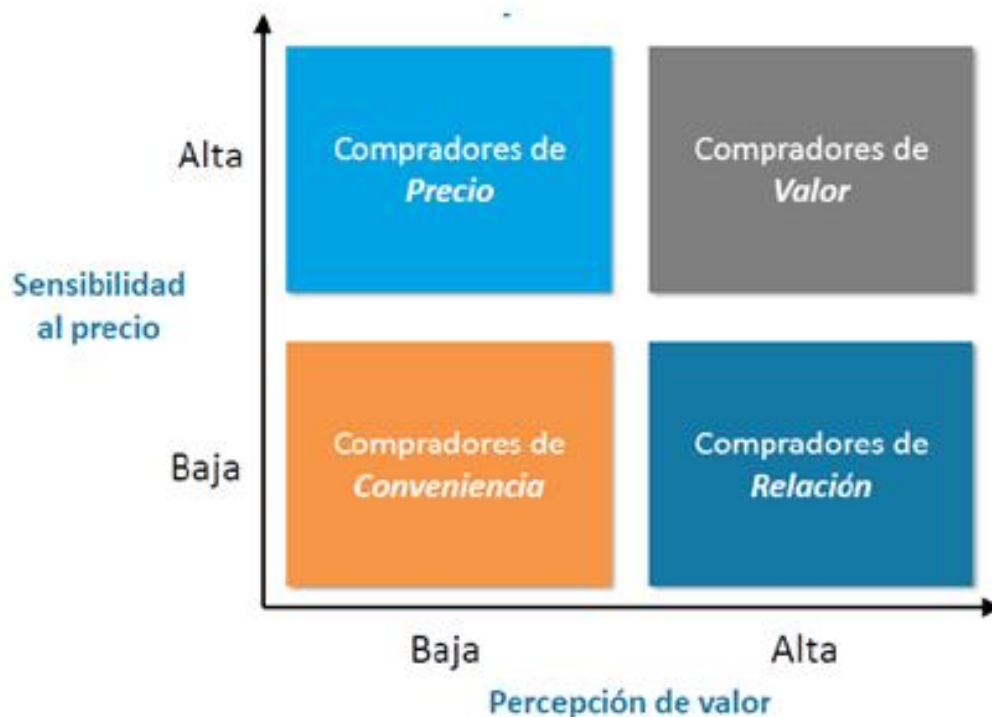 Alta
Compradores de
Precio
Compradores de
Valor
Sensibilidad
al precio
Baja
Compradores de
Conveniencia
Compradores de
Relación
Baja
Alta
Percepción de valor